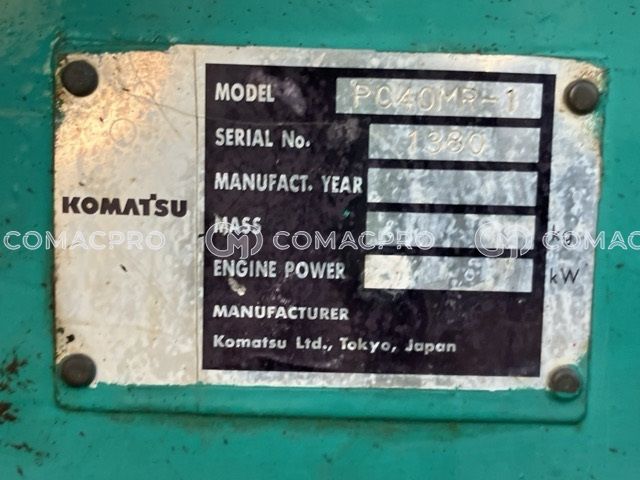 MODEL PC40MR-1
SERIAL No. 1380
MANUFACT. YEAR
KOMATSU
MASS
COMACPRO COMACPRO COMACPRO
ENGINE POWER kW
MANUFACTURER
Komatsu Ltd., Tokyo, Japan